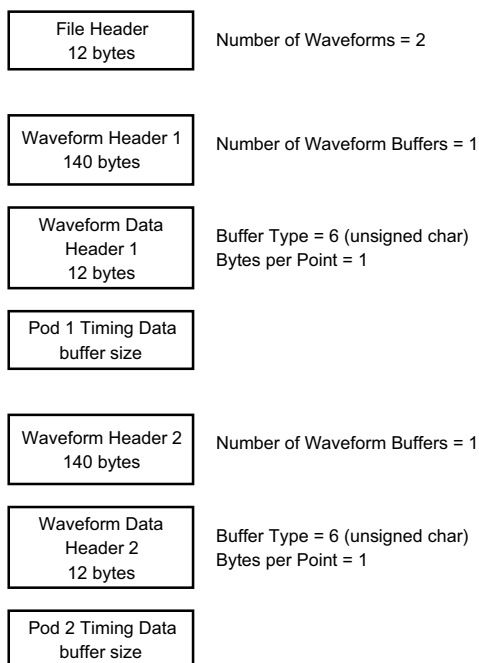 File Header
12 bytes
Number of Waveforms = 2
Waveform Header 1
140 bytes
Number of Waveform Buffers = 1
Waveform Data
Header 1
12 bytes
Buffer Type = 6 (unsigned char)
Bytes per Point = 1
Pod 1 Timing Data
buffer size
Waveform Header 2
140 bytes
Number of Waveform Buffers = 1
Waveform Data
Header 2
12 bytes
Buffer Type = 6 (unsigned char)
Bytes per Point = 1
Pod 2 Timing Data
buffer size